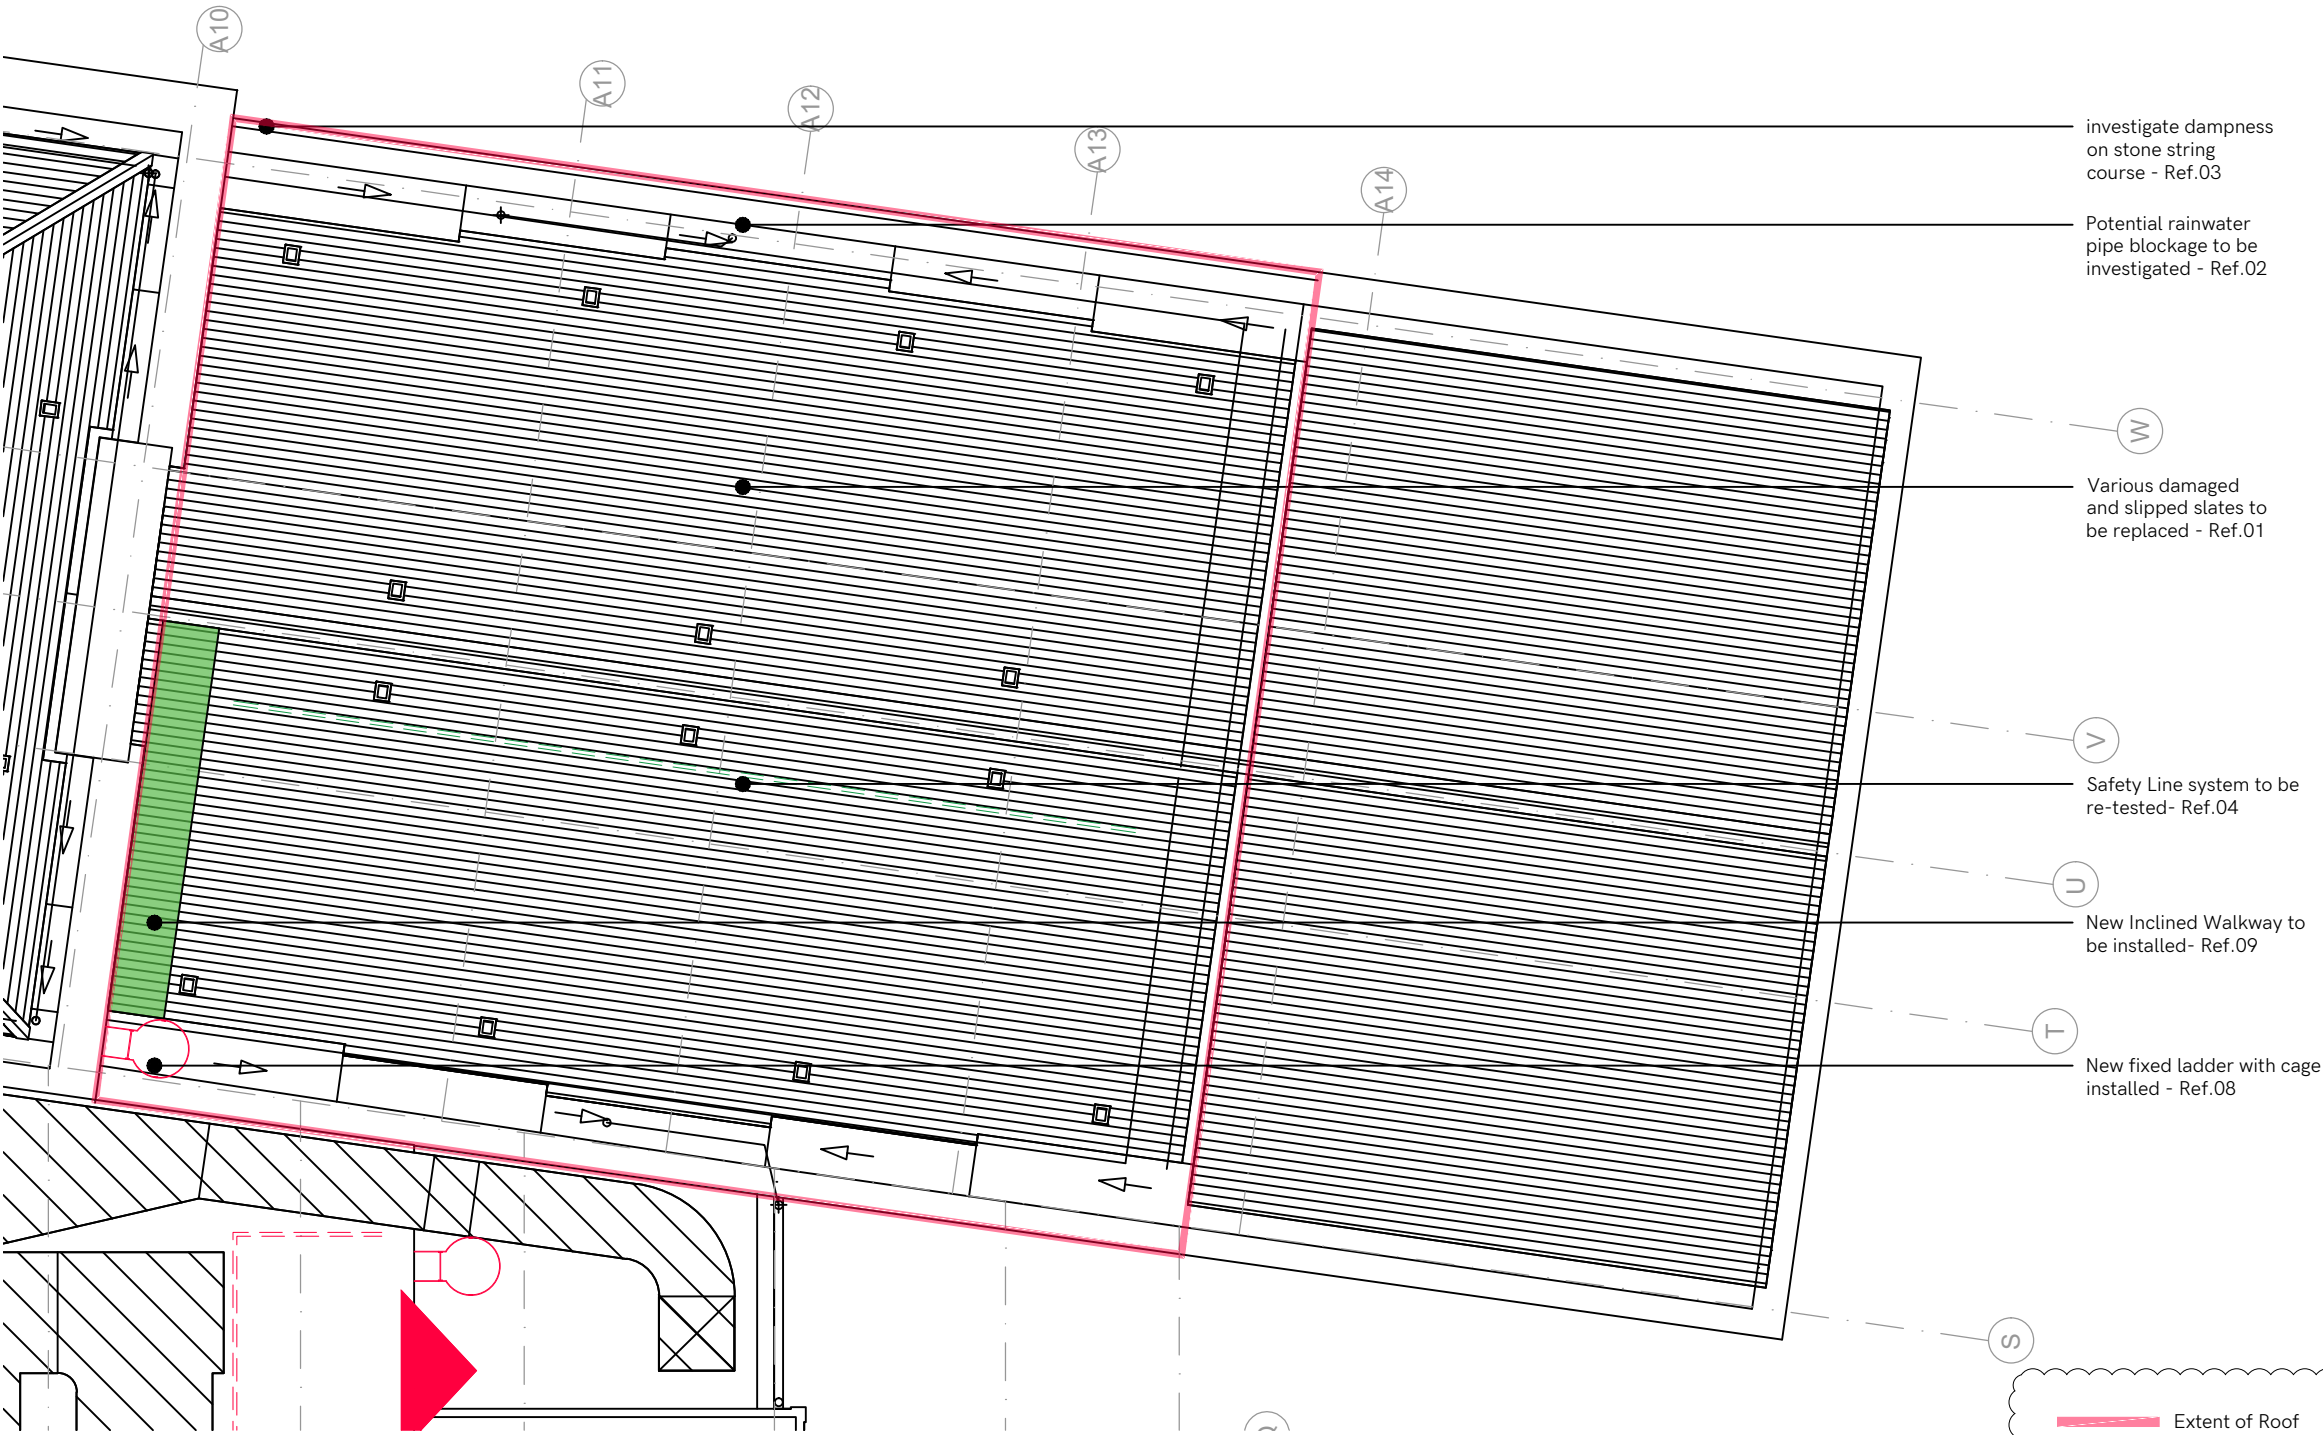 A10
A11
A12
A13
A14
investigate dampness
on stone string
course - Ref.03
Potential rainwater
pipe blockage to be
investigated - Ref.02
W
Various damaged
and slipped slates to
be replaced - Ref.01
V
Safety Line system to be
re-tested- Ref.04
U
New Inclined Walkway to
be installed- Ref.09
T
New fixed ladder with cage
installed - Ref.08
S
Q
Extent of Roof